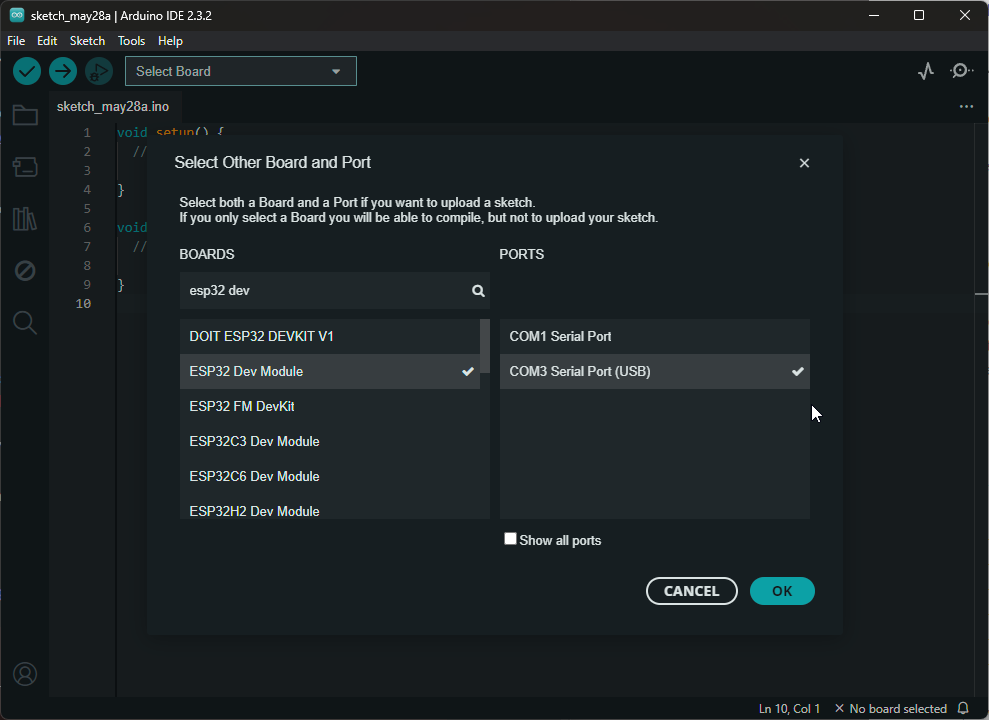 sketch_may28a | Arduino IDE 2.3.2
File Edit Sketch Tools Help
Select Board
sketch_may28a.ino
1 void setup() {
2 //
3
4 }
5
6 void
7 //
8
9 }
10
Select Other Board and Port
Select both a Board and a Port if you want to upload a sketch.
If you only select a Board you will be able to compile, but not to upload your sketch.
BOARDS
esp32 dev
DOIT ESP32 DEVKIT V1
ESP32 Dev Module
ESP32 FM DevKit
ESP32C3 Dev Module
ESP32C6 Dev Module
ESP32H2 Dev Module
PORTS
COM1 Serial Port
COM3 Serial Port (USB)
Show all ports
CANCEL OK
Ln 10, Col 1 No board selected